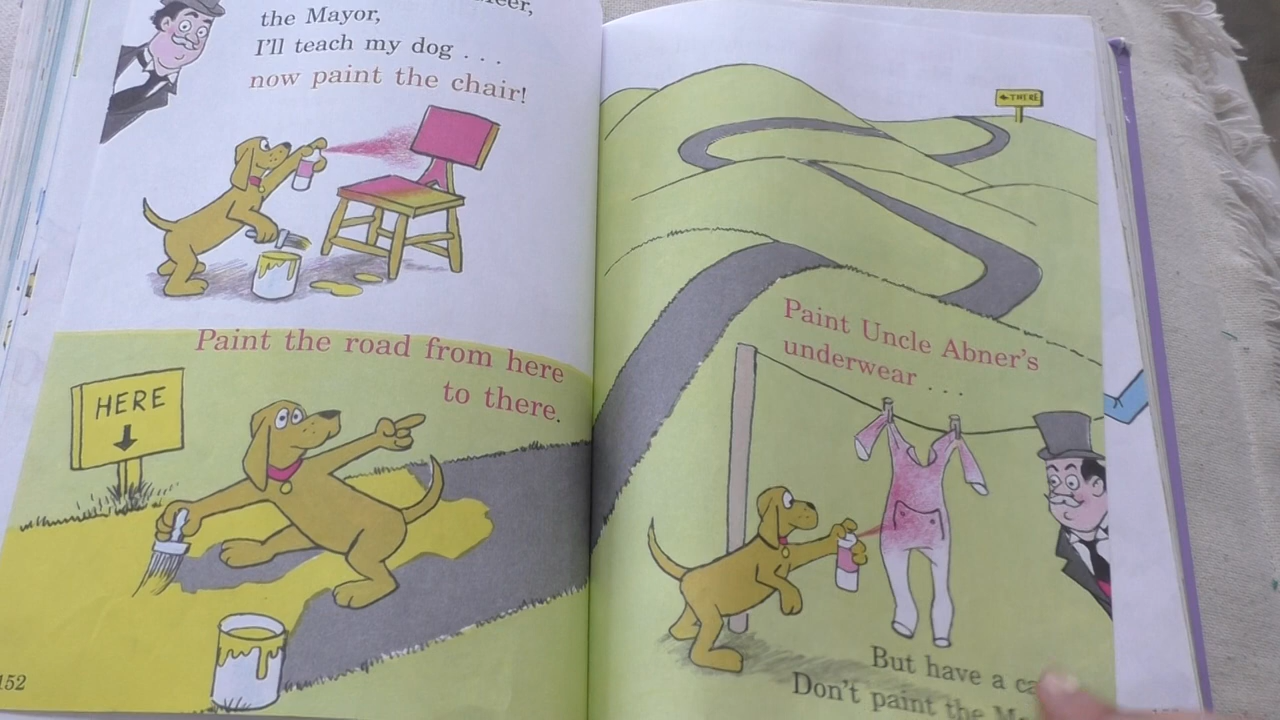 the Mayor,
I'll teach my dog . . .
now paint the chair!
Paint the road from here
to there.
HERE
152
THERE
Paint Uncle Abner's
underwear . . .
But have a
Don't paint the